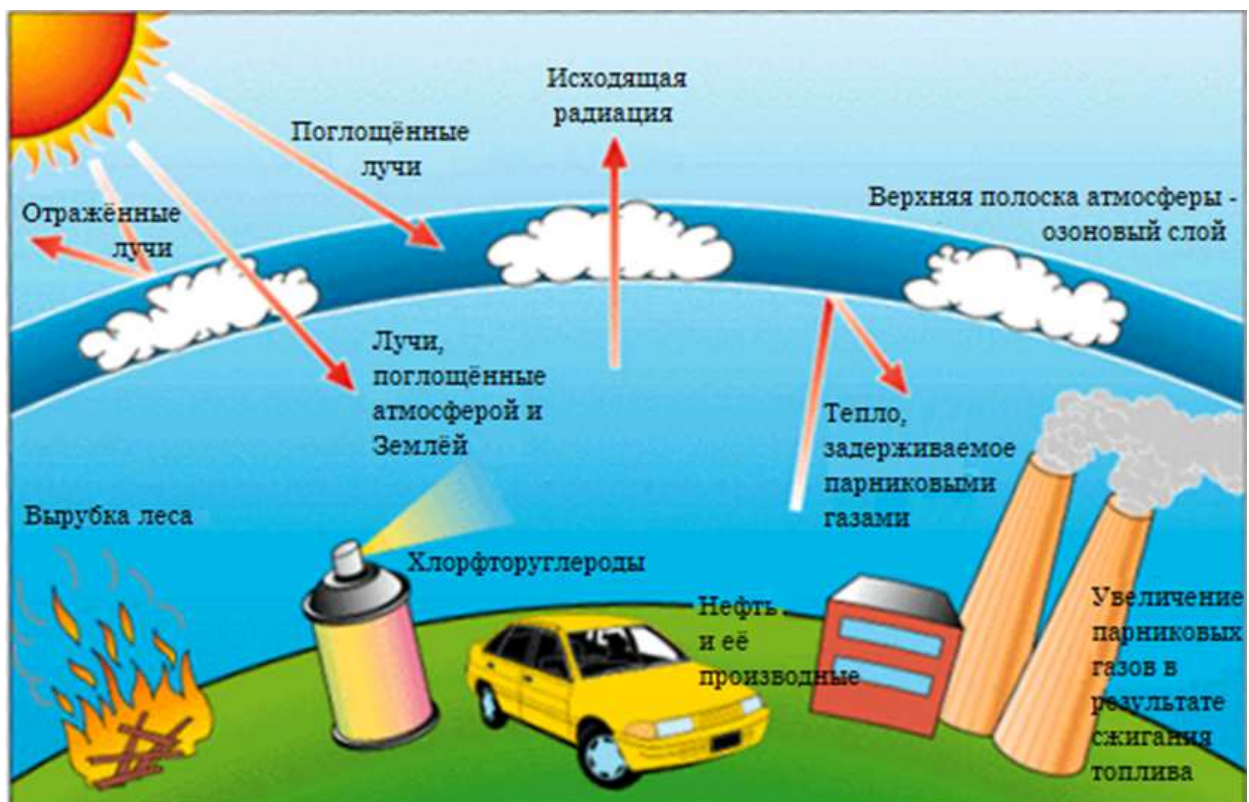 Исходящая
радиация
Поглощённые
лучи
Отражённые
лучи
Верхняя полоска атмосферы -
озоновый слой
Лучи,
поглощённые
атмосферой и
Землёй
Тепло,
задерживаемое
парниковыми
газами
Вырубка леса
Хлорфторуглероды
Нефть
и её
производные
Увеличение
парниковых
газов в
результате
сжигания
топлива